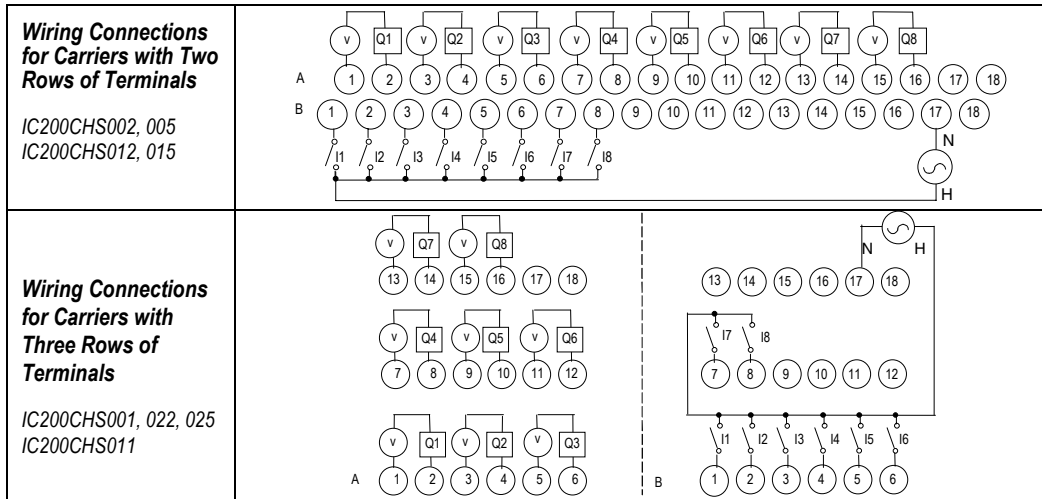 Wiring Connections
for Carriers with Two
Rows of Terminals
IC200CHS002, 005
IC200CHS012, 015
v Q1 v Q2 v Q3 v Q4 v Q5 v Q6 v Q7 v Q8
A 1 2 3 4 5 6 7 8 9 10 11 12 13 14 15 16 17 18
B 1 2 3 4 5 6 7 8 9 10 11 12 13 14 15 16 17 18
I1 I2 I3 I4 I5 I6 I7 I8
N
H
Wiring Connections
for Carriers with
Three Rows of
Terminals
IC200CHS001, 022, 025
IC200CHS011
v Q7 v Q8
13 14 15 16 17 18
v Q4 v Q5 v Q6
7 8 9 10 11 12
v Q1 v Q2 v Q3
A 1 2 3 4 5 6
N H
13 14 15 16 17 18
I7 I8
7 8 9 10 11 12
I1 I2 I3 I4 I5 I6
B 1 2 3 4 5 6